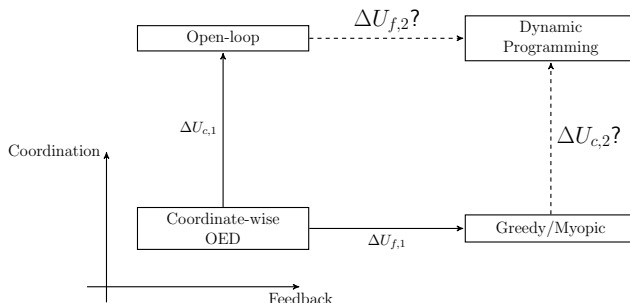 Open-loop
ΔU_{f,2}?
Dynamic
Programming
ΔU_{c,1}
ΔU_{c,2}?
Coordination
Coordinate-wise
OED
ΔU_{f,1}
Greedy/Myopic
Feedback